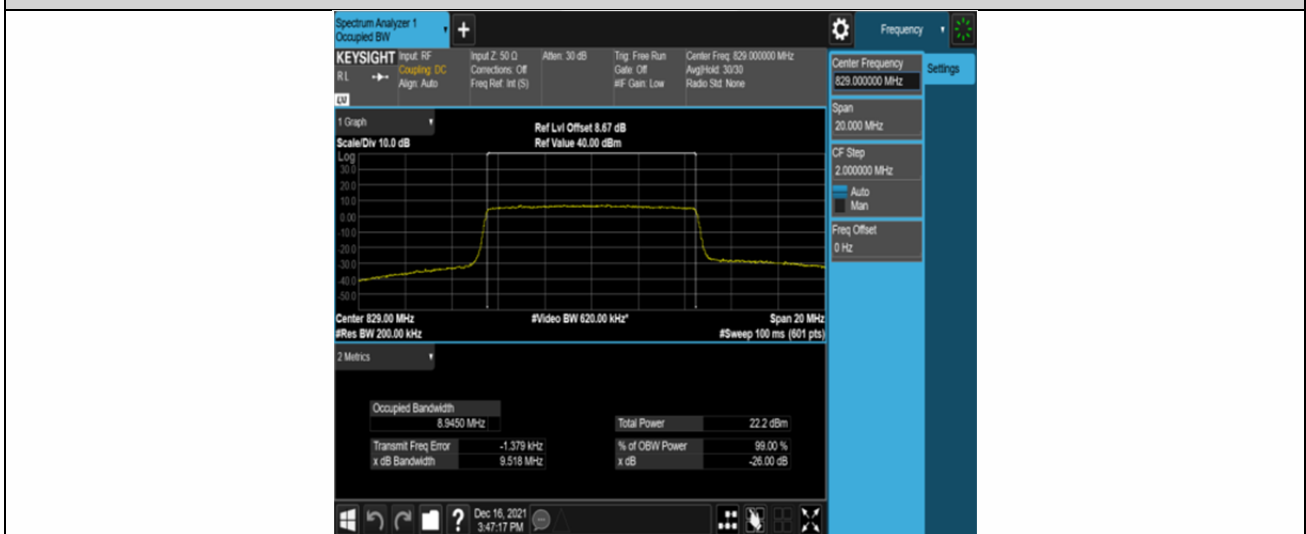 Spectrum Analyzer 1
Occupied BW
+
Frequency
KEYSIGHT Input: RF Input Z: 50 Ω Atten: 30 dB Trig: Free Run Center Freq: 829.000000 MHz
R L Coupling: DC Corrections: Off Gate: Off Avg|Hold: 30/30
Align: Auto Freq Ref: Int (S) #IF Gain: Low Radio Std: None
Center Frequency
829.000000 MHz
Settings
Span
20.000 MHz
CF Step
2.000000 MHz
Auto
Man
Freq Offset
0 Hz
1 Graph
Ref Lvl Offset 8.67 dB
Scale/Div 10.0 dB Ref Value 40.00 dBm
Log
30.0
20.0
10.0
0.00
-10.0
-20.0
-30.0
-40.0
-50.0
Center 829.00 MHz #Video BW 620.00 kHz* Span 20 MHz
#Res BW 200.00 kHz #Sweep 100 ms (601 pts)
2 Metrics
Occupied Bandwidth
8.9450 MHz Total Power 22.2 dBm
Transmit Freq Error -1.379 kHz % of OBW Power 99.00 %
x dB Bandwidth 9.518 MHz x dB -26.00 dB
? Dec 16, 2021
3:47:17 PM